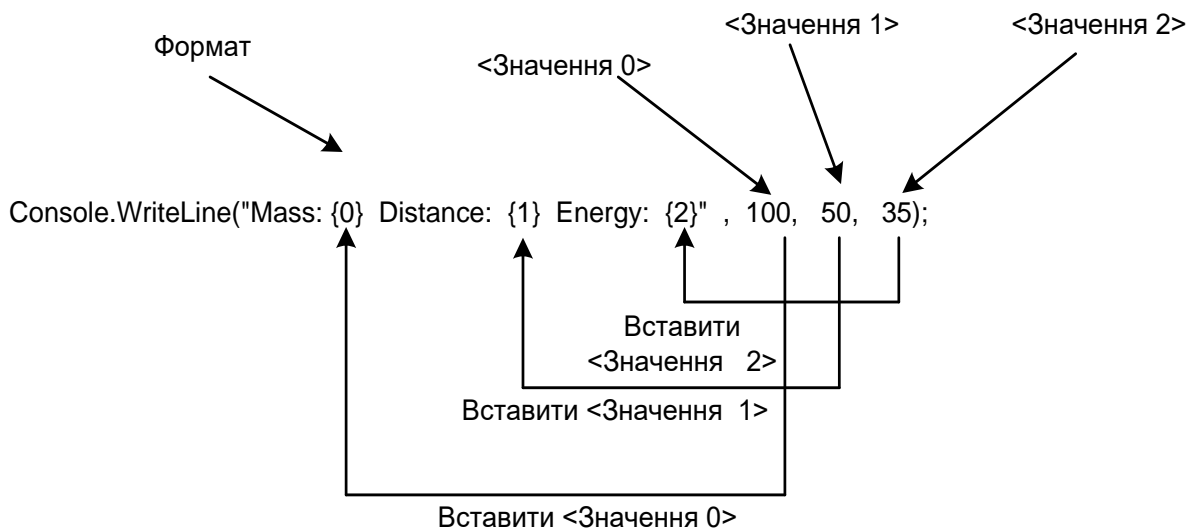 <Значення 1>
<Значення 2>
Формат
<Значення 0>
Console.WriteLine("Mass: {0}  Distance:  {1}  Energy:  {2}"  ,  100,  50,  35);
Вставити
<Значення  2>
Вставити <Значення  1>
Вставити <Значення 0>